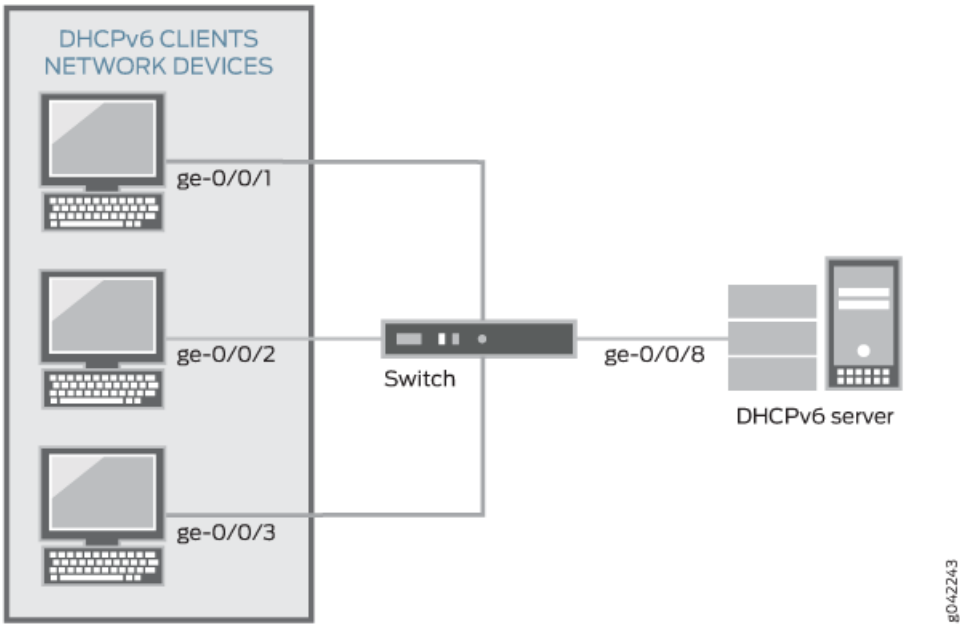 DHCPv6 CLIENTS
NETWORK DEVICES
ge-0/0/1
ge-0/0/2
ge-0/0/3
Switch
ge-0/0/8
DHCPv6 server
g042243